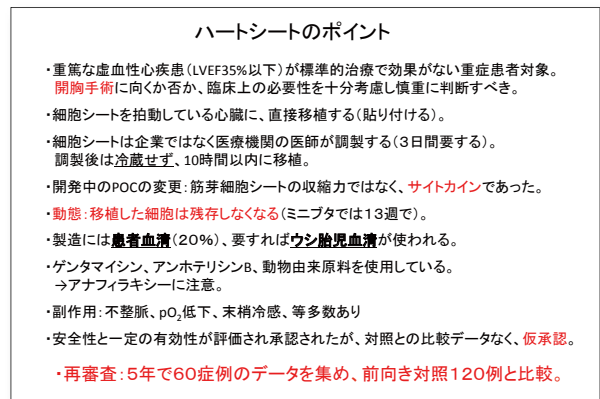 ハートシートのポイント
・重篤な虚血性心疾患(LVEF35%以下)が標準的治療で効果がない重症患者対象。
開胸手術に向くか否か、臨床上の必要性を十分考慮し慎重に判断すべき。
・細胞シートを拍動している心臓に、直接移植する(貼り付ける)。
・細胞シートは企業ではなく医療機関の医師が調製する(3日間要する)。
調製後は冷蔵せず、10時間以内に移植。
・開発中のPOCの変更:筋芽細胞シートの収縮力ではなく、サイトカインであった。
・動態:移植した細胞は残存しなくなる(ミニブタでは13週で)。
・製造には患者血清(20%)、要すればウシ胎児血清が使われる。
・ゲンタマイシン、アンホテリシンB、動物由来原料を使用している。
→アナフィラキシーに注意。
・副作用:不整脈、pO₂低下、末梢冷感、等多数あり
・安全性と一定の有効性が評価され承認されたが、対照との比較データなく、仮承認。
・再審査:5年で60症例のデータを集め、前向き対照120例と比較。